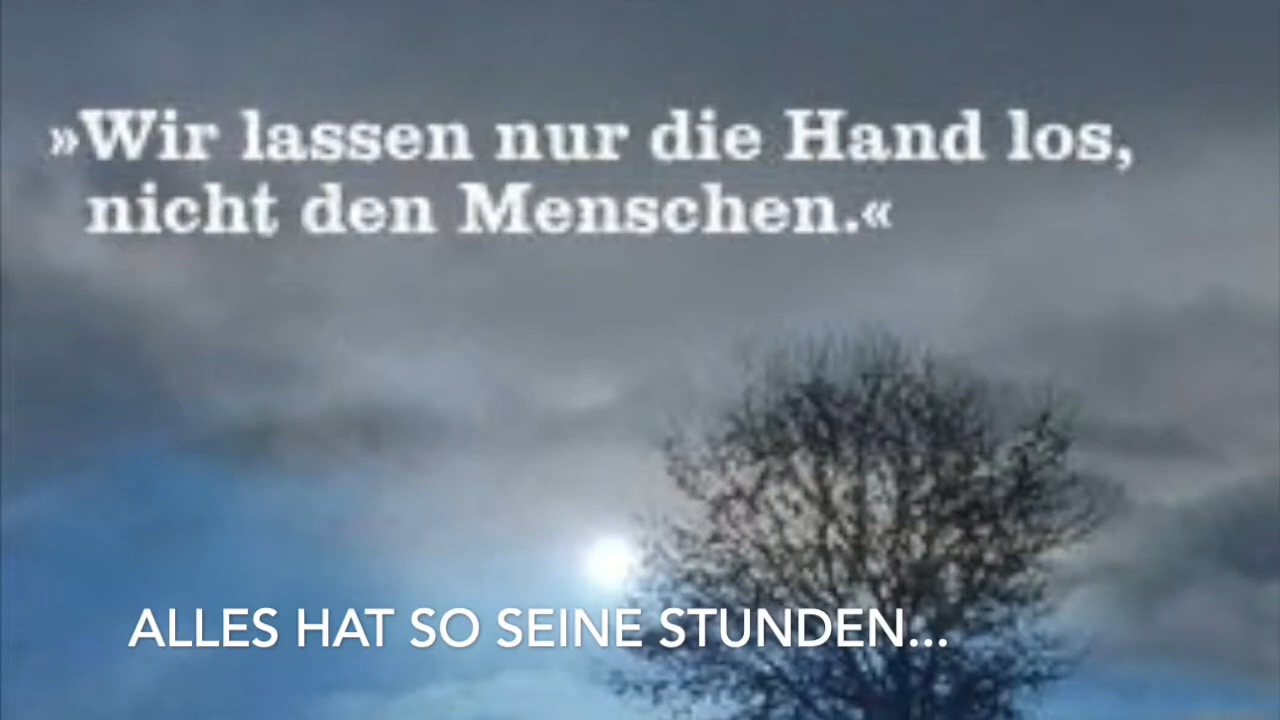 »Wir lassen nur die Hand los,
nicht den Menschen.«
ALLES HAT SO SEINE STUNDEN...